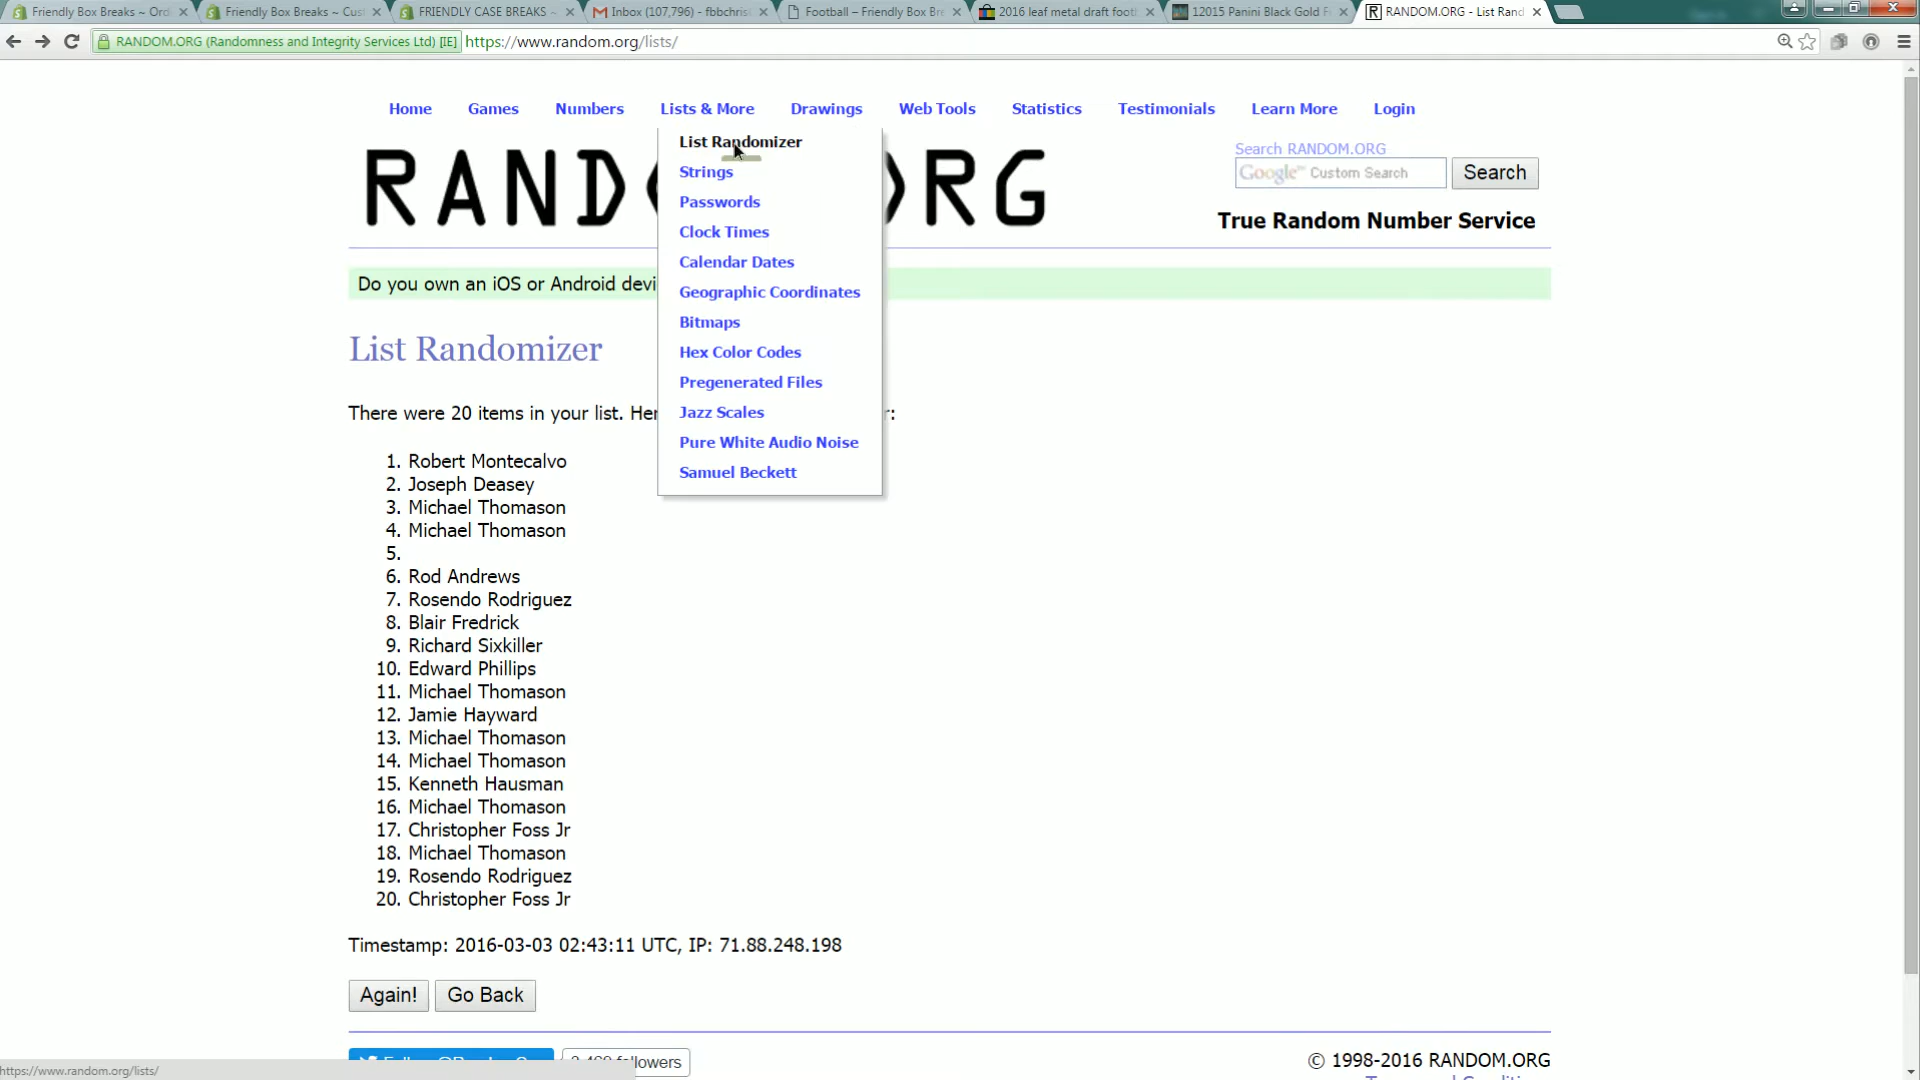 Friendly Box Breaks ~ Ord
Friendly Box Breaks ~ Cust
FRIENDLY CASE BREAKS ~
Inbox (107,796) - fbbchris
Football – Friendly Box Bre
2016 leaf metal draft foot
12015 Panini Black Gold F
RANDOM.ORG - List Rand
RANDOM.ORG (Randomness and Integrity Services Ltd) [IE] https://www.random.org/lists/
Home Games Numbers Lists & More Drawings Web Tools Statistics Testimonials Learn More Login
List Randomizer
Strings
Passwords
Clock Times
Calendar Dates
Geographic Coordinates
Bitmaps
Hex Color Codes
Pregenerated Files
Jazz Scales
Pure White Audio Noise
Samuel Beckett
RAND RG
Search RANDOM.ORG
Google™ Custom Search Search
True Random Number Service
Do you own an iOS or Android devi
List Randomizer
There were 20 items in your list. Her r:
1. Robert Montecalvo
2. Joseph Deasey
3. Michael Thomason
4. Michael Thomason
5.
6. Rod Andrews
7. Rosendo Rodriguez
8. Blair Fredrick
9. Richard Sixkiller
10. Edward Phillips
11. Michael Thomason
12. Jamie Hayward
13. Michael Thomason
14. Michael Thomason
15. Kenneth Hausman
16. Michael Thomason
17. Christopher Foss Jr
18. Michael Thomason
19. Rosendo Rodriguez
20. Christopher Foss Jr
Timestamp: 2016-03-03 02:43:11 UTC, IP: 71.88.248.198
Again! Go Back
lowers
© 1998-2016 RANDOM.ORG
https://www.random.org/lists/